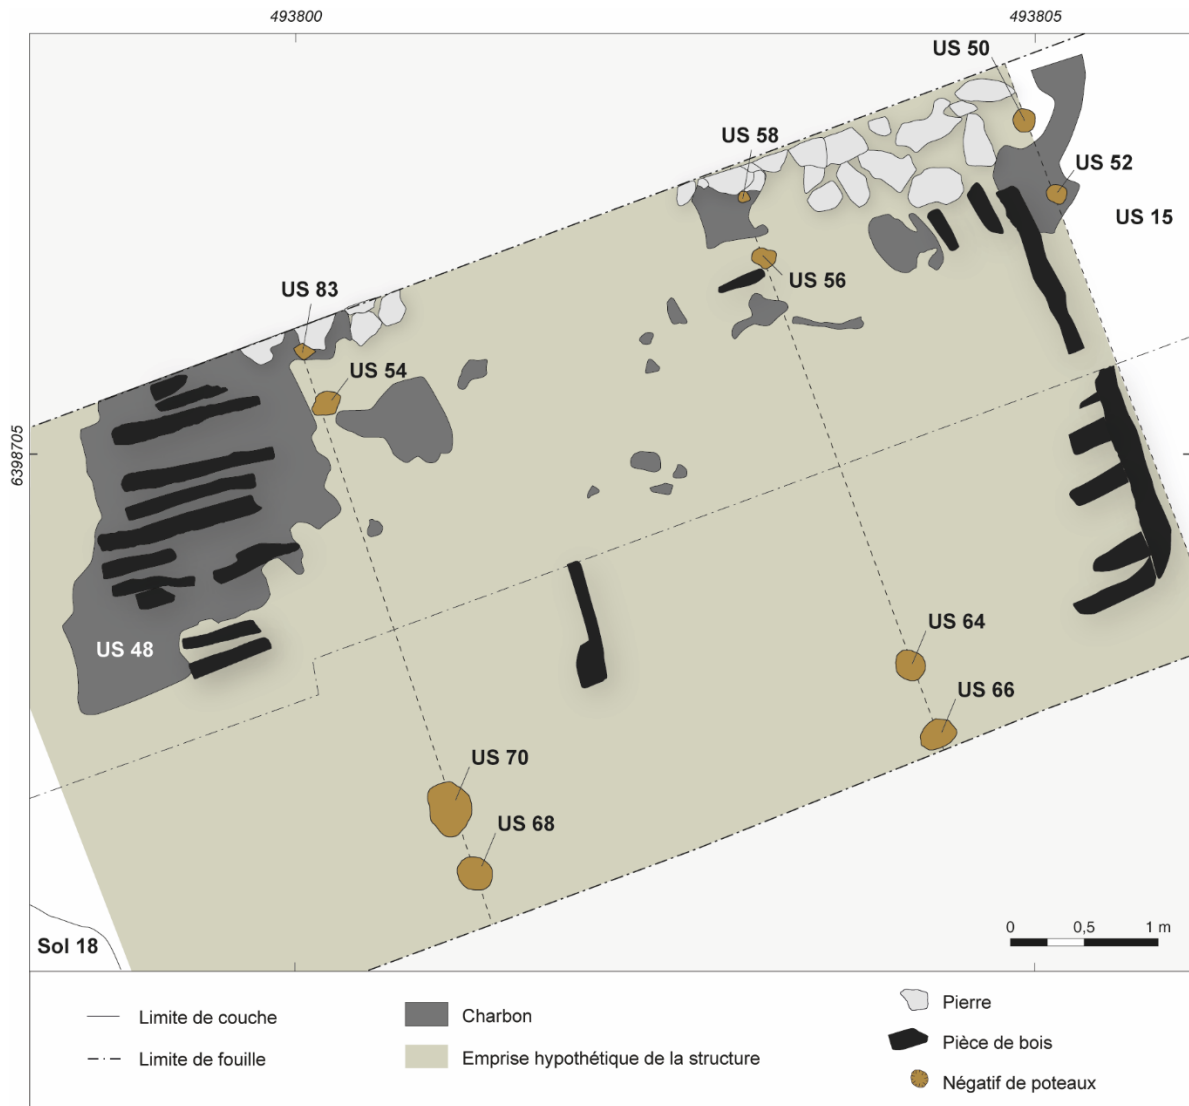 493800
493805
US 50
US 58
US 52
US 15
US 56
US 83
US 54
6398705
US 48
US 64
US 66
US 70
US 68
Sol 18
0 0,5 1 m
Limite de couche
Limite de fouille
Charbon
Emprise hypothétique de la structure
Pierre
Pièce de bois
Négatif de poteaux